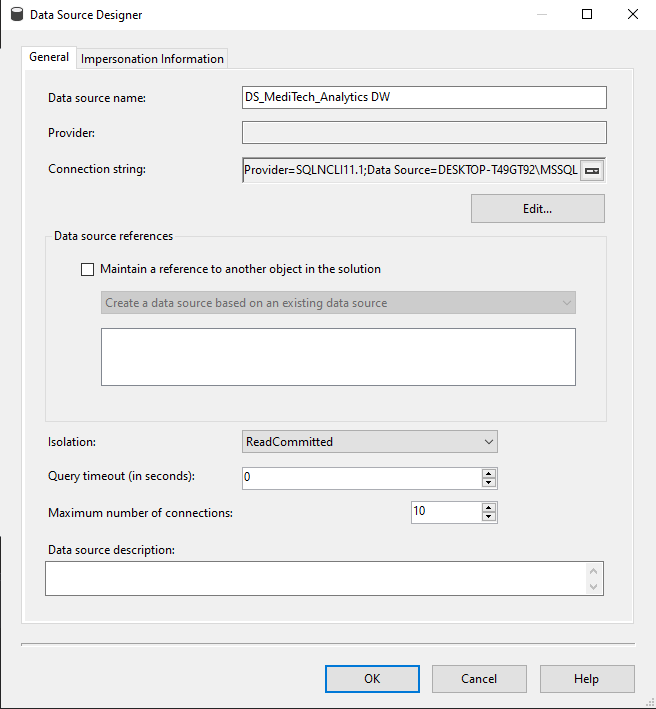 Data Source Designer
General
Impersonation Information
Data source name:
DS_MediTech_Analytics DW
Provider:
Connection string:
Provider=SQLNCLI11.1;Data Source=DESKTOP-T49GT92\MSSQL
Edit...
Data source references
Maintain a reference to another object in the solution
Create a data source based on an existing data source
Isolation:
ReadCommitted
Query timeout (in seconds):
0
Maximum number of connections:
10
Data source description:
OK
Cancel
Help